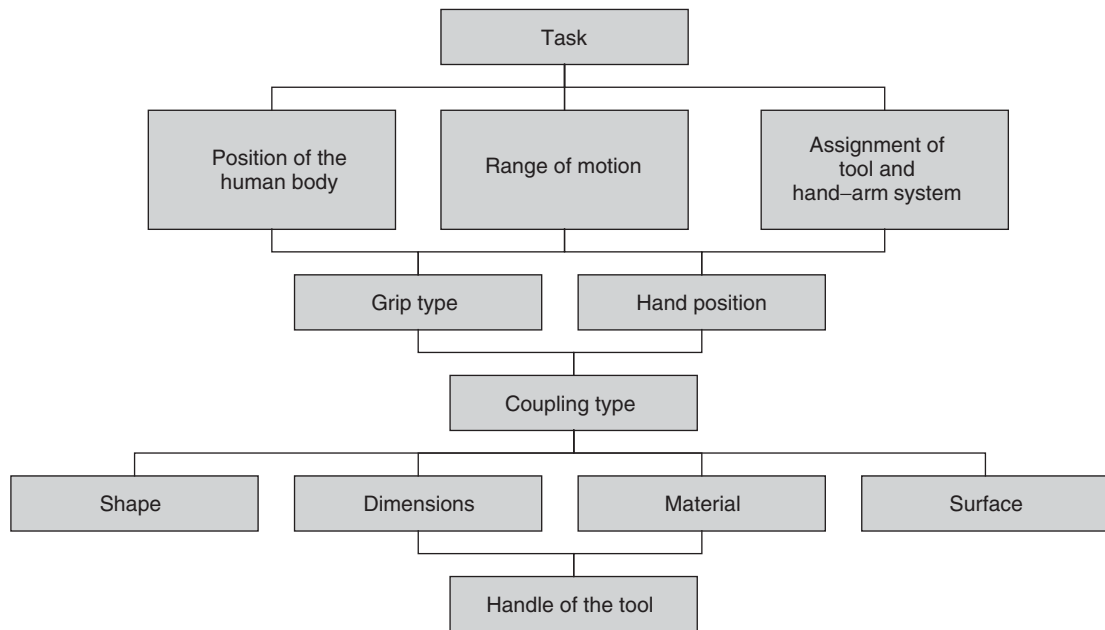 Task
Position of the
human body
Range of motion
Assignment of
tool and
hand–arm system
Grip type
Hand position
Coupling type
Shape
Dimensions
Material
Surface
Handle of the tool